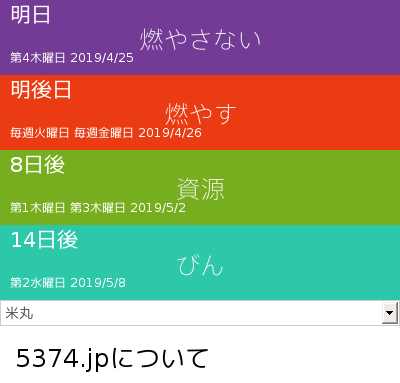 明日
燃やさない
第4木曜日 2019/4/25
明後日
燃やす
毎週火曜日 毎週金曜日 2019/4/26
8日後
資源
第1木曜日 第3木曜日 2019/5/2
14日後
びん
第2水曜日 2019/5/8
米丸
5374.jpについて